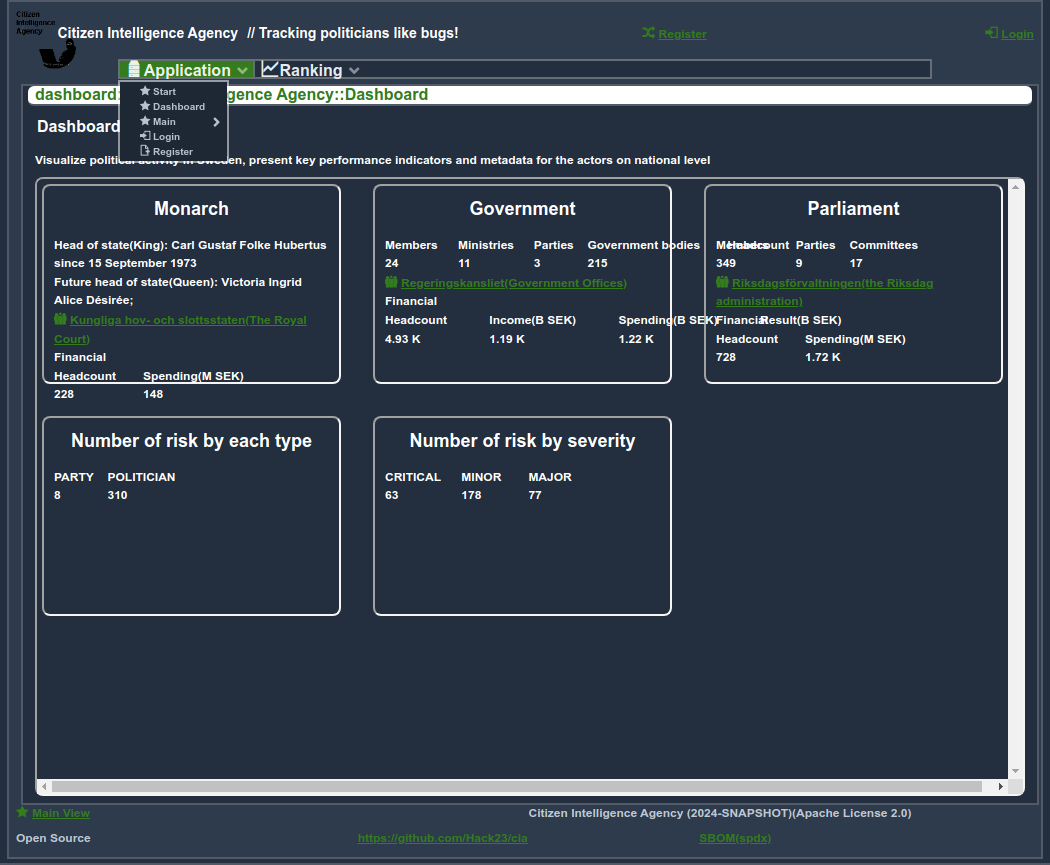 Citizen
Intelligence
Agency
Citizen Intelligence Agency // Tracking politicians like bugs!
Register
Login
Application
Ranking
Start
Dashboard
Main
Login
Register
dashboard: gence Agency::Dashboard
Dashboard
Visualize political activity in Sweden, present key performance indicators and metadata for the actors on national level
Monarch
Head of state(King): Carl Gustaf Folke Hubertus
since 15 September 1973
Future head of state(Queen): Victoria Ingrid
Alice Désirée;
Kungliga hov- och slottsstaten(The Royal
Court)
Financial
Headcount Spending(M SEK)
228 148
Government
Members Ministries Parties Government bodies
24 11 3 215
Regeringskansliet(Government Offices)
Financial
Headcount Income(B SEK) Spending(B SEK)
4.93 K 1.19 K 1.22 K
Parliament
Members Headcount Parties Committees
349 9 17
Riksdagsförvaltningen(the Riksdag
administration)
Financial Result(B SEK)
Headcount Spending(M SEK)
728 1.72 K
Number of risk by each type
PARTY POLITICIAN
8 310
Number of risk by severity
CRITICAL MINOR MAJOR
63 178 77
Main View
Citizen Intelligence Agency (2024-SNAPSHOT)(Apache License 2.0)
Open Source
https://github.com/Hack23/cia
SBOM(spdx)